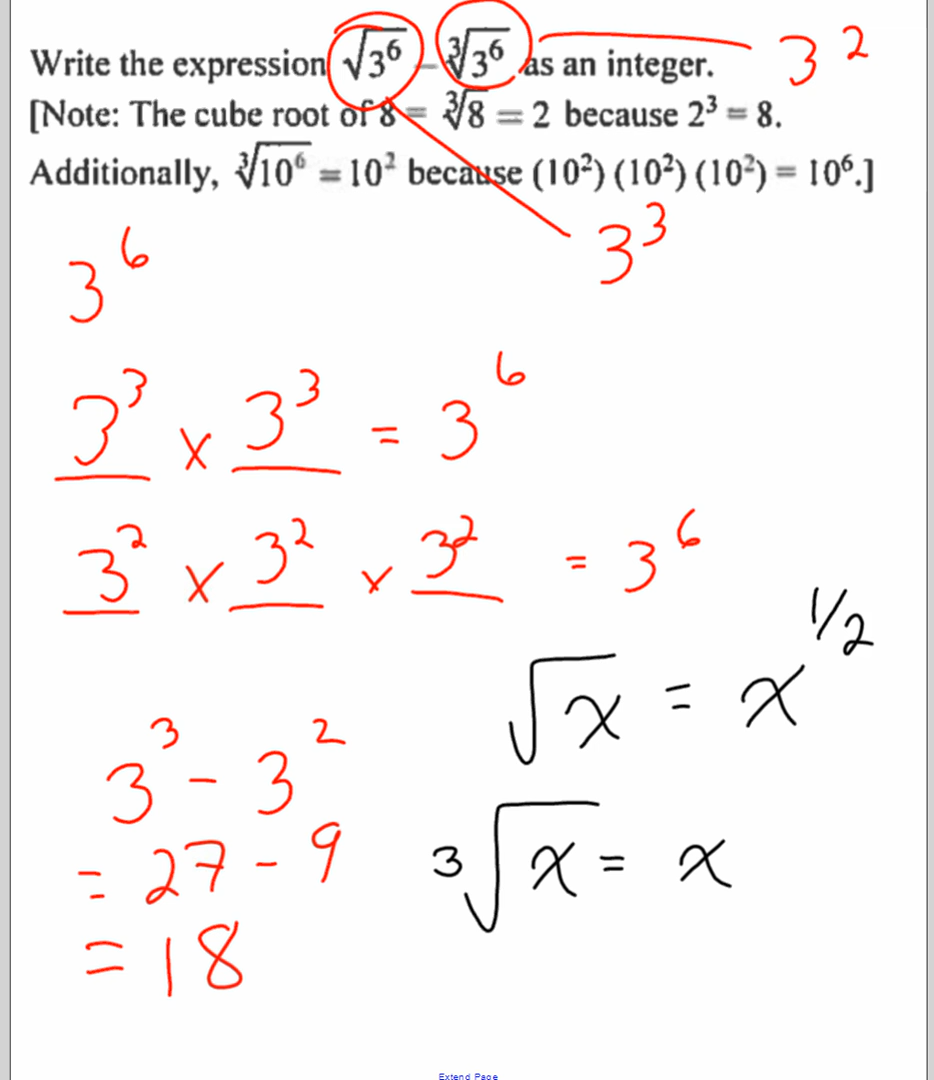 Write the expression √3⁶ – ∛3⁶ as an integer. 3²
[Note: The cube root of 8 = ∛8 = 2 because 2³ = 8.
Additionally, ∛10⁶ = 10² because (10²) (10²) (10²) = 10⁶.]
3³
3⁶
3³ x 3³ = 3⁶
3² x 3² x 3² = 3⁶
√x = x^1/2
3³ - 3²
= 27 - 9
∛x = x
= 18
Extend Page